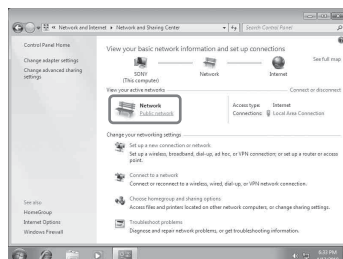 « Network and Internet ▸ Network and Sharing Center
Search Control Panel
Control Panel Home
Change adapter settings
Change advanced sharing
settings
View your basic network information and set up connections
See full map
SONY
(This computer)
Network
Internet
View your active networks
Connect or disconnect
Network
Public network
Access type: Internet
Connections: Local Area Connection
Change your networking settings
Set up a new connection or network
Set up a wireless, broadband, dial-up, ad hoc, or VPN connection; or set up a router or access
point.
Connect to a network
Connect or reconnect to a wireless, wired, dial-up, or VPN network connection.
Choose homegroup and sharing options
Access files and printers located on other network computers, or change sharing settings.
Troubleshoot problems
Diagnose and repair network problems, or get troubleshooting information.
See also
HomeGroup
Internet Options
Windows Firewall
6:33 PM